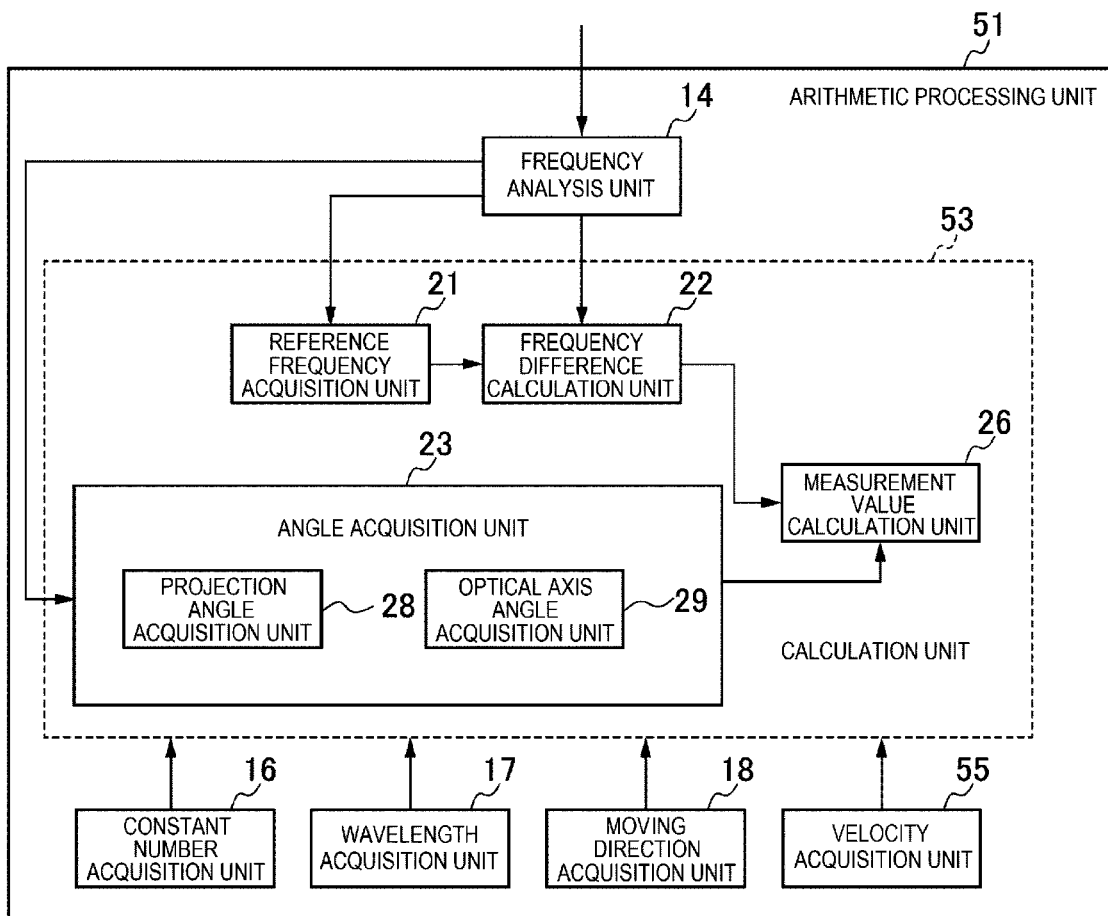 51
ARITHMETIC PROCESSING UNIT
14
FREQUENCY
ANALYSIS UNIT
53
21
REFERENCE
FREQUENCY
ACQUISITION UNIT
22
FREQUENCY
DIFFERENCE
CALCULATION UNIT
26
MEASUREMENT
VALUE
CALCULATION UNIT
23
ANGLE ACQUISITION UNIT
PROJECTION
ANGLE
ACQUISITION UNIT
28
OPTICAL AXIS
ANGLE
ACQUISITION UNIT
29
CALCULATION UNIT
16
CONSTANT
NUMBER
ACQUISITION UNIT
17
WAVELENGTH
ACQUISITION UNIT
18
MOVING
DIRECTION
ACQUISITION UNIT
55
VELOCITY
ACQUISITION UNIT